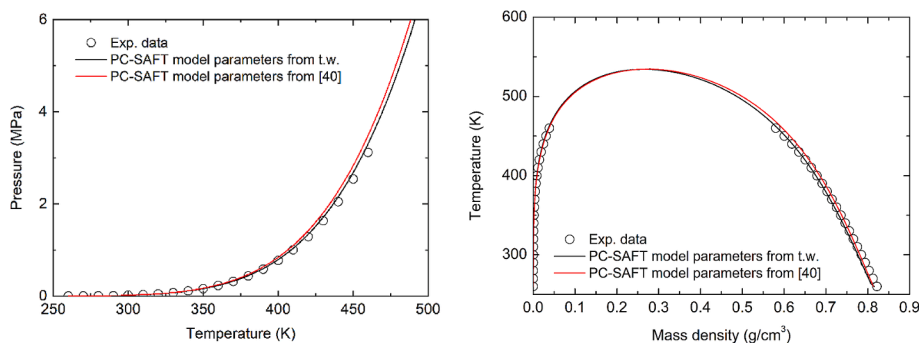 6
4
2
0
Pressure (MPa)
Exp. data
PC-SAFT model parameters from t.w.
PC-SAFT model parameters from [40]
250 300 350 400 450 500
Temperature (K)
600
500
400
300
Temperature (K)
Exp. data
PC-SAFT model parameters from t.w.
PC-SAFT model parameters from [40]
0.0 0.1 0.2 0.3 0.4 0.5 0.6 0.7 0.8 0.9
Mass density (g/cm³)